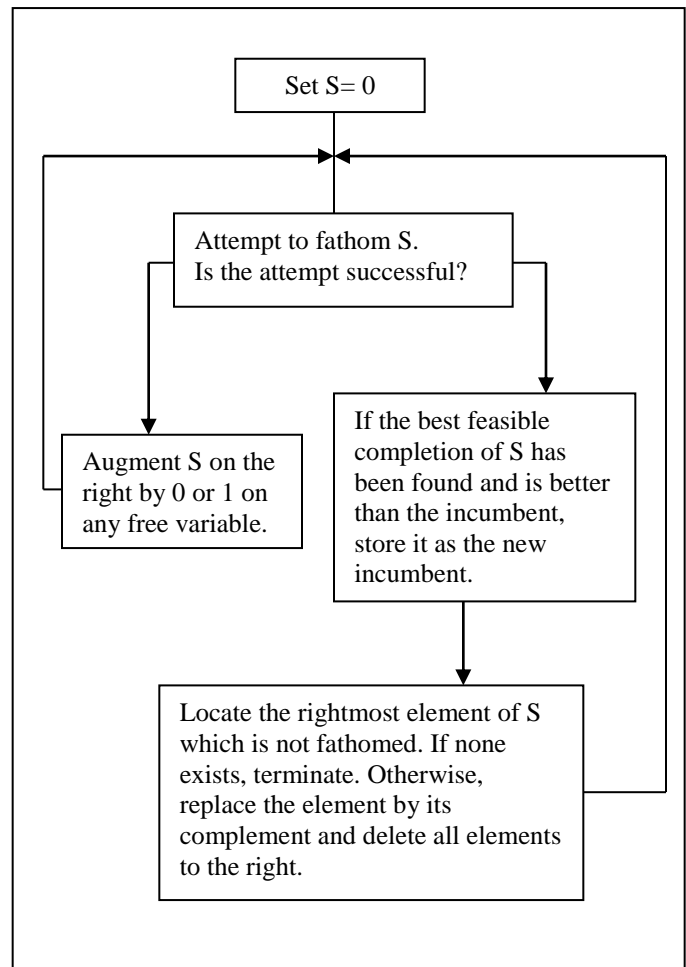 Set S= 0
Attempt to fathom S.
Is the attempt successful?
Augment S on the
right by 0 or 1 on
any free variable.
If the best feasible
completion of S has
been found and is better
than the incumbent,
store it as the new
incumbent.
Locate the rightmost element of S
which is not fathomed. If none
exists, terminate. Otherwise,
replace the element by its
complement and delete all elements
to the right.